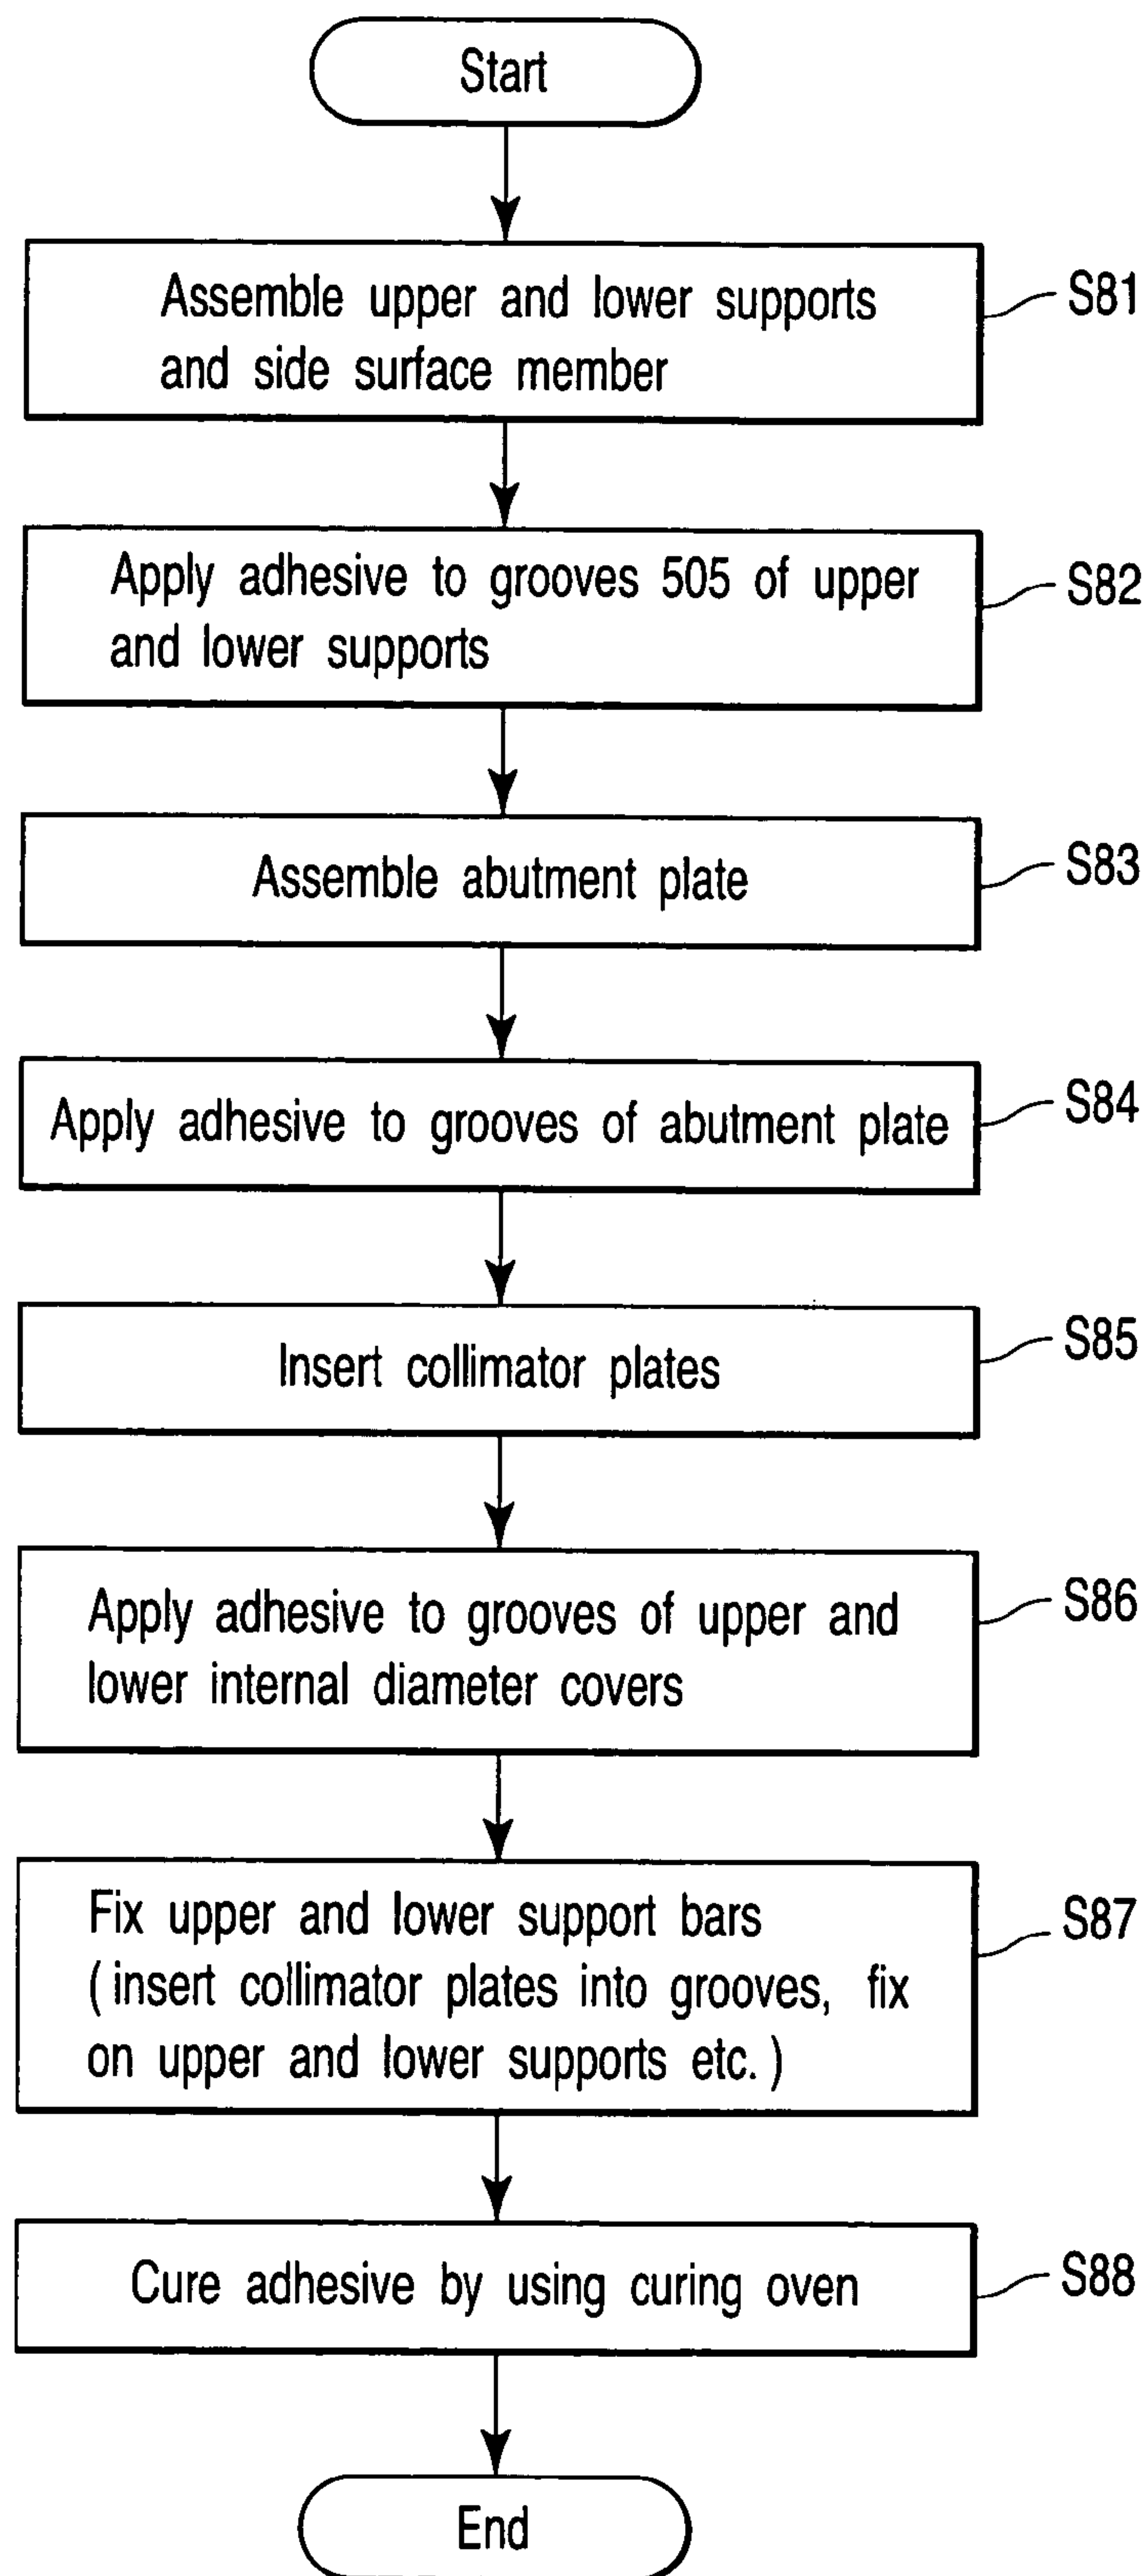 Start
Assemble upper and lower supports
and side surface member
S81
Apply adhesive to grooves 505 of upper
and lower supports
S82
Assemble abutment plate
S83
Apply adhesive to grooves of abutment plate
S84
Insert collimator plates
S85
Apply adhesive to grooves of upper and
lower internal diameter covers
S86
Fix upper and lower support bars
(insert collimator plates into grooves, fix
on upper and lower supports etc.)
S87
Cure adhesive by using curing oven
S88
End